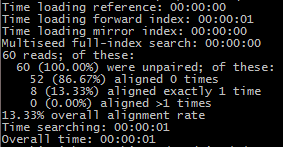 Time loading reference: 00:00:00
Time loading forward index: 00:00:01
Time loading mirror index: 00:00:00
Multiseed full-index search: 00:00:00
60 reads; of these:
  60 (100.00%) were unpaired; of these:
    52 (86.67%) aligned 0 times
    8 (13.33%) aligned exactly 1 time
    0 (0.00%) aligned >1 times
13.33% overall alignment rate
Time searching: 00:00:01
Overall time: 00:00:01